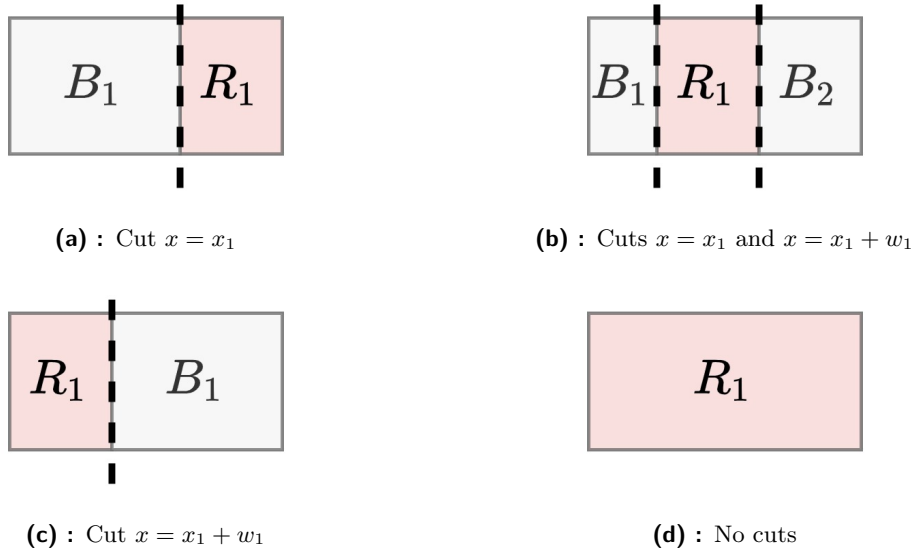 B₁ R₁
B₁ R₁ B₂
(a) : Cut x = x₁
(b) : Cuts x = x₁ and x = x₁ + w₁
R₁ B₁
R₁
(c) : Cut x = x₁ + w₁
(d) : No cuts